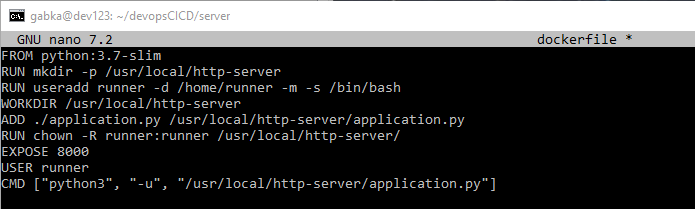 gabka@dev123: ~/devopsCICD/server
GNU nano 7.2 dockerfile *
FROM python:3.7-slim
RUN mkdir -p /usr/local/http-server
RUN useradd runner -d /home/runner -m -s /bin/bash
WORKDIR /usr/local/http-server
ADD ./application.py /usr/local/http-server/application.py
RUN chown -R runner:runner /usr/local/http-server/
EXPOSE 8000
USER runner
CMD ["python3", "-u", "/usr/local/http-server/application.py"]